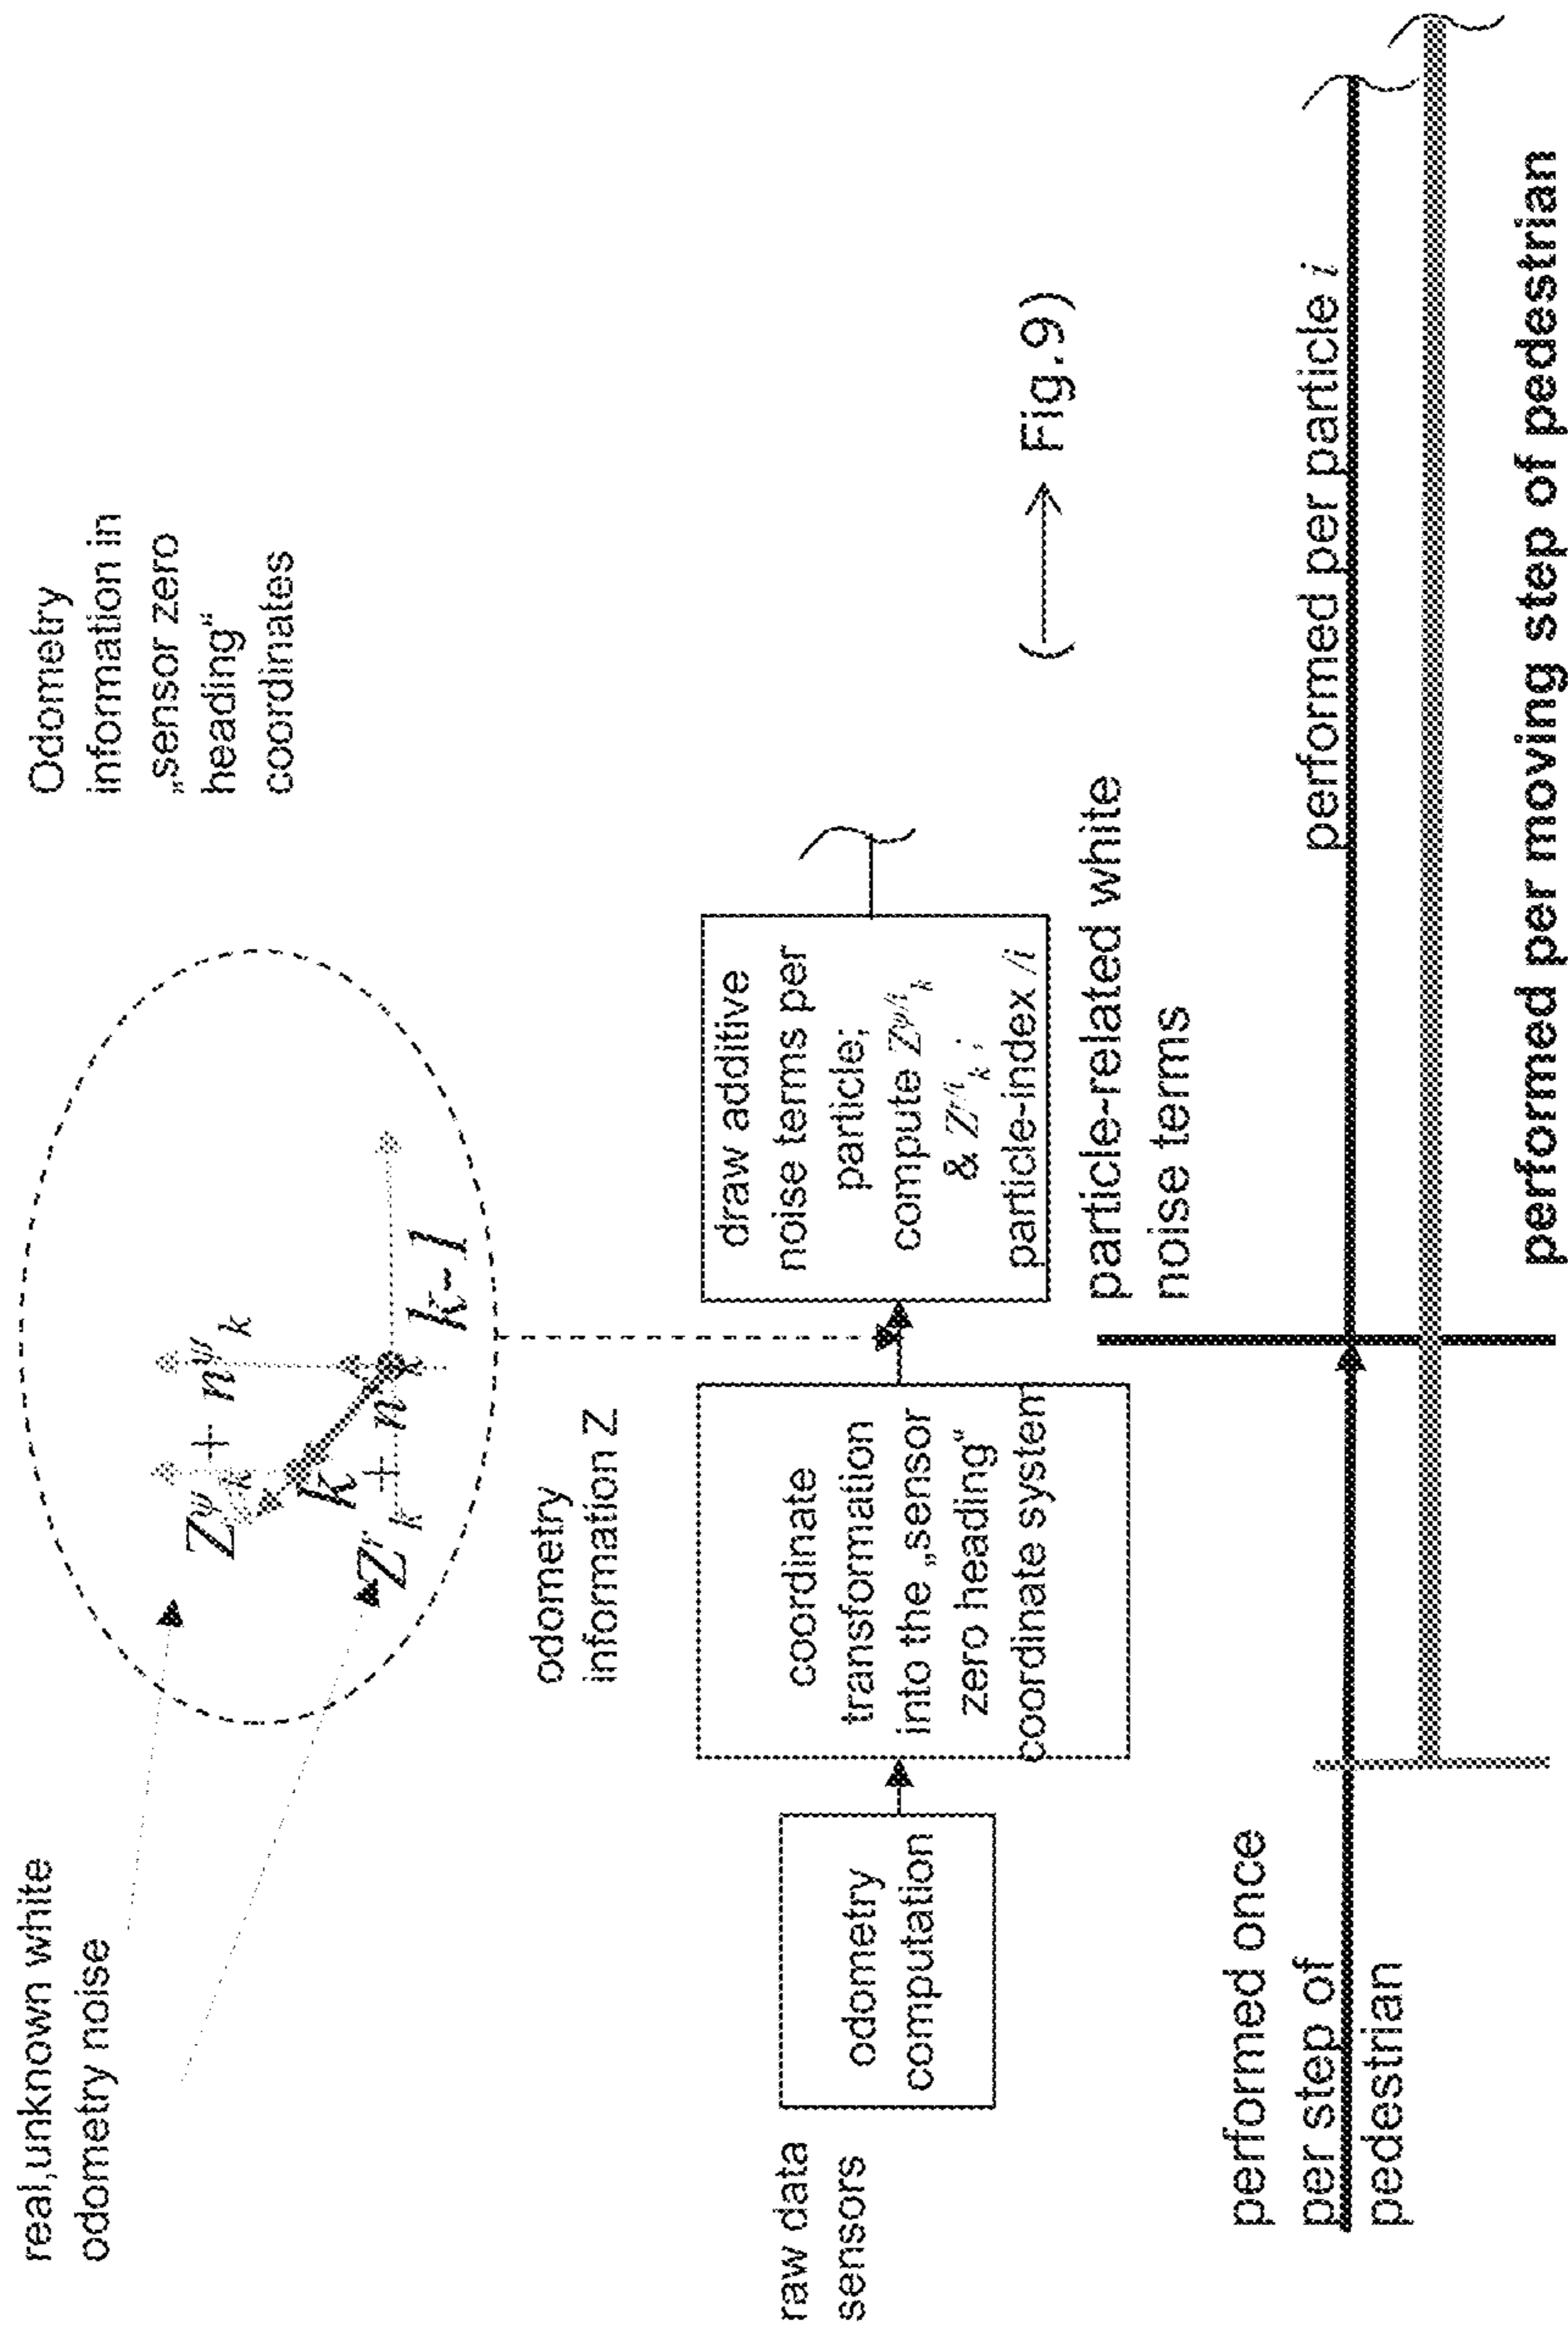 real,unknown white
odometry noise
Z^ψ_k + n^ψ_k
Z^r_k + n
k
k-1
Odometry
information in
„sensor zero
heading“
coordinates
odometry
information Z
raw data
sensors
odometry
computation
coordinate
transformation
into the „sensor
zero heading“
coordinate system
draw additive
noise terms per
particle;
compute Z^ψ/i_k
& Z^r/i_k ;
particle-index /i
particle-related white
noise terms
( → Fig.9 )
performed once
per step of
pedestrian
performed per particle i
performed per moving step of pedestrian